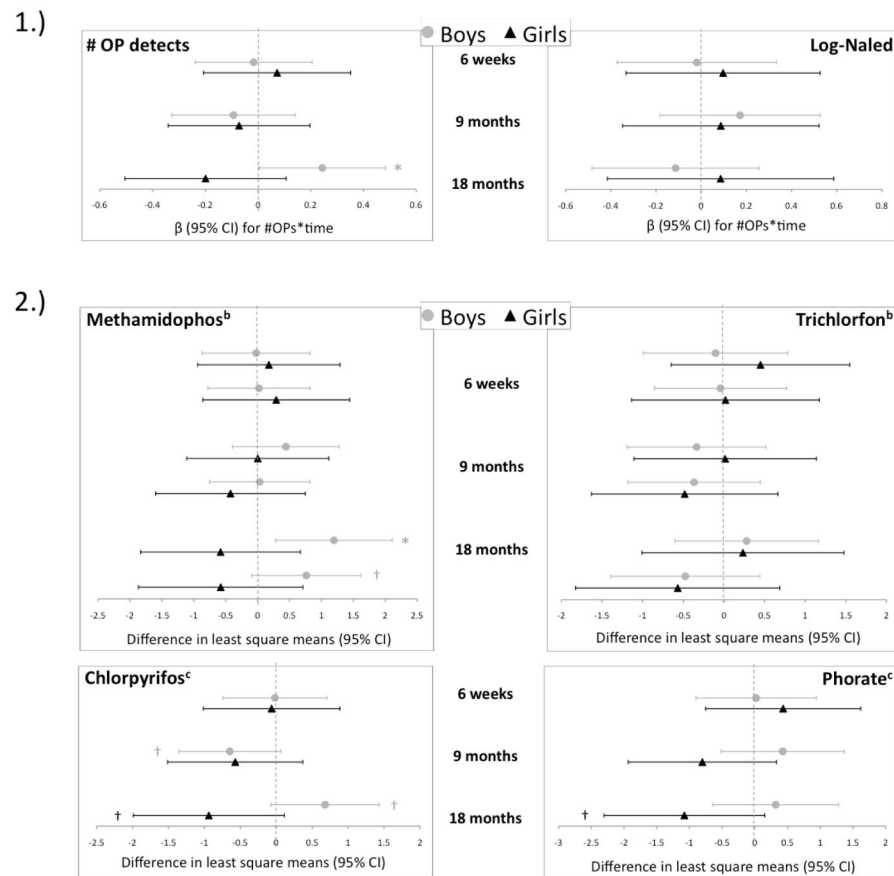 1.)
# OP detects
Boys Girls
Log-Naled
6 weeks
9 months
*
18 months
-0.6 -0.4 -0.2 0 0.2 0.4 0.6
β (95% CI) for #OPs*time
-0.6 -0.4 -0.2 0 0.2 0.4 0.6 0.8
β (95% CI) for #OPs*time
2.)
Methamidophosᵇ
Boys Girls
Trichlorfonᵇ
6 weeks
9 months
*
18 months
†
-2.5 -2 -1.5 -1 -0.5 0 0.5 1 1.5 2 2.5
Difference in least square means (95% CI)
-2 -1.5 -1 -0.5 0 0.5 1 1.5 2
Difference in least square means (95% CI)
Chlorpyrifosᶜ
Phorateᶜ
6 weeks
†
9 months
†
†
†
18 months
-2.5 -2 -1.5 -1 -0.5 0 0.5 1 1.5 2
Difference in least square means (95% CI)
-3 -2.5 -2 -1.5 -1 -0.5 0 0.5 1 1.5 2
Difference in least square means (95% CI)